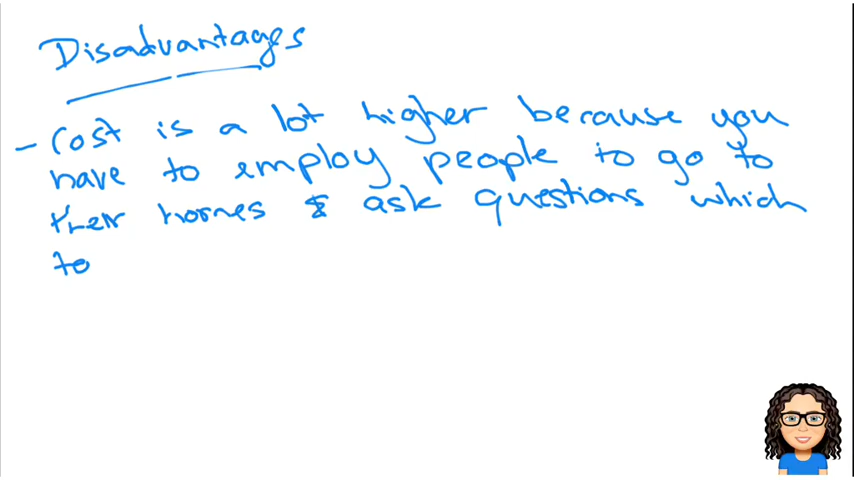 Disadvantages
- Cost is a lot higher because you
have to employ people to go to
their homes & ask questions which
to